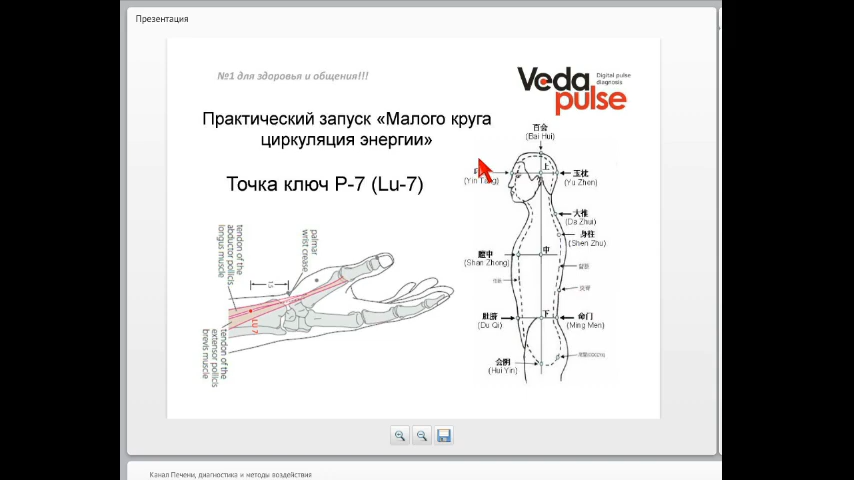 Презентация
№1 для здоровья и общения!!!
Veda
pulse
Digital pulse
diagnosis
Практический запуск «Малого круга
циркуляция энергии»
Точка ключ P-7 (Lu-7)
百会
(Bai Hui)
上
玉枕
(Yu Zhen)
大椎
(Da Zhui)
身柱
(Shen Zhu)
中
(Shan Zhong)
下
肚脐
(Du Qi)
命门
(Ming Men)
会阴
(Hui Yin)
tendon of the
abductor pollicis
longus muscle
palmar
wrist crease
1.5
LU 7
tendon of the
extensor pollicis
brevis muscle
Канал Печени, диагностика и методы воздействия